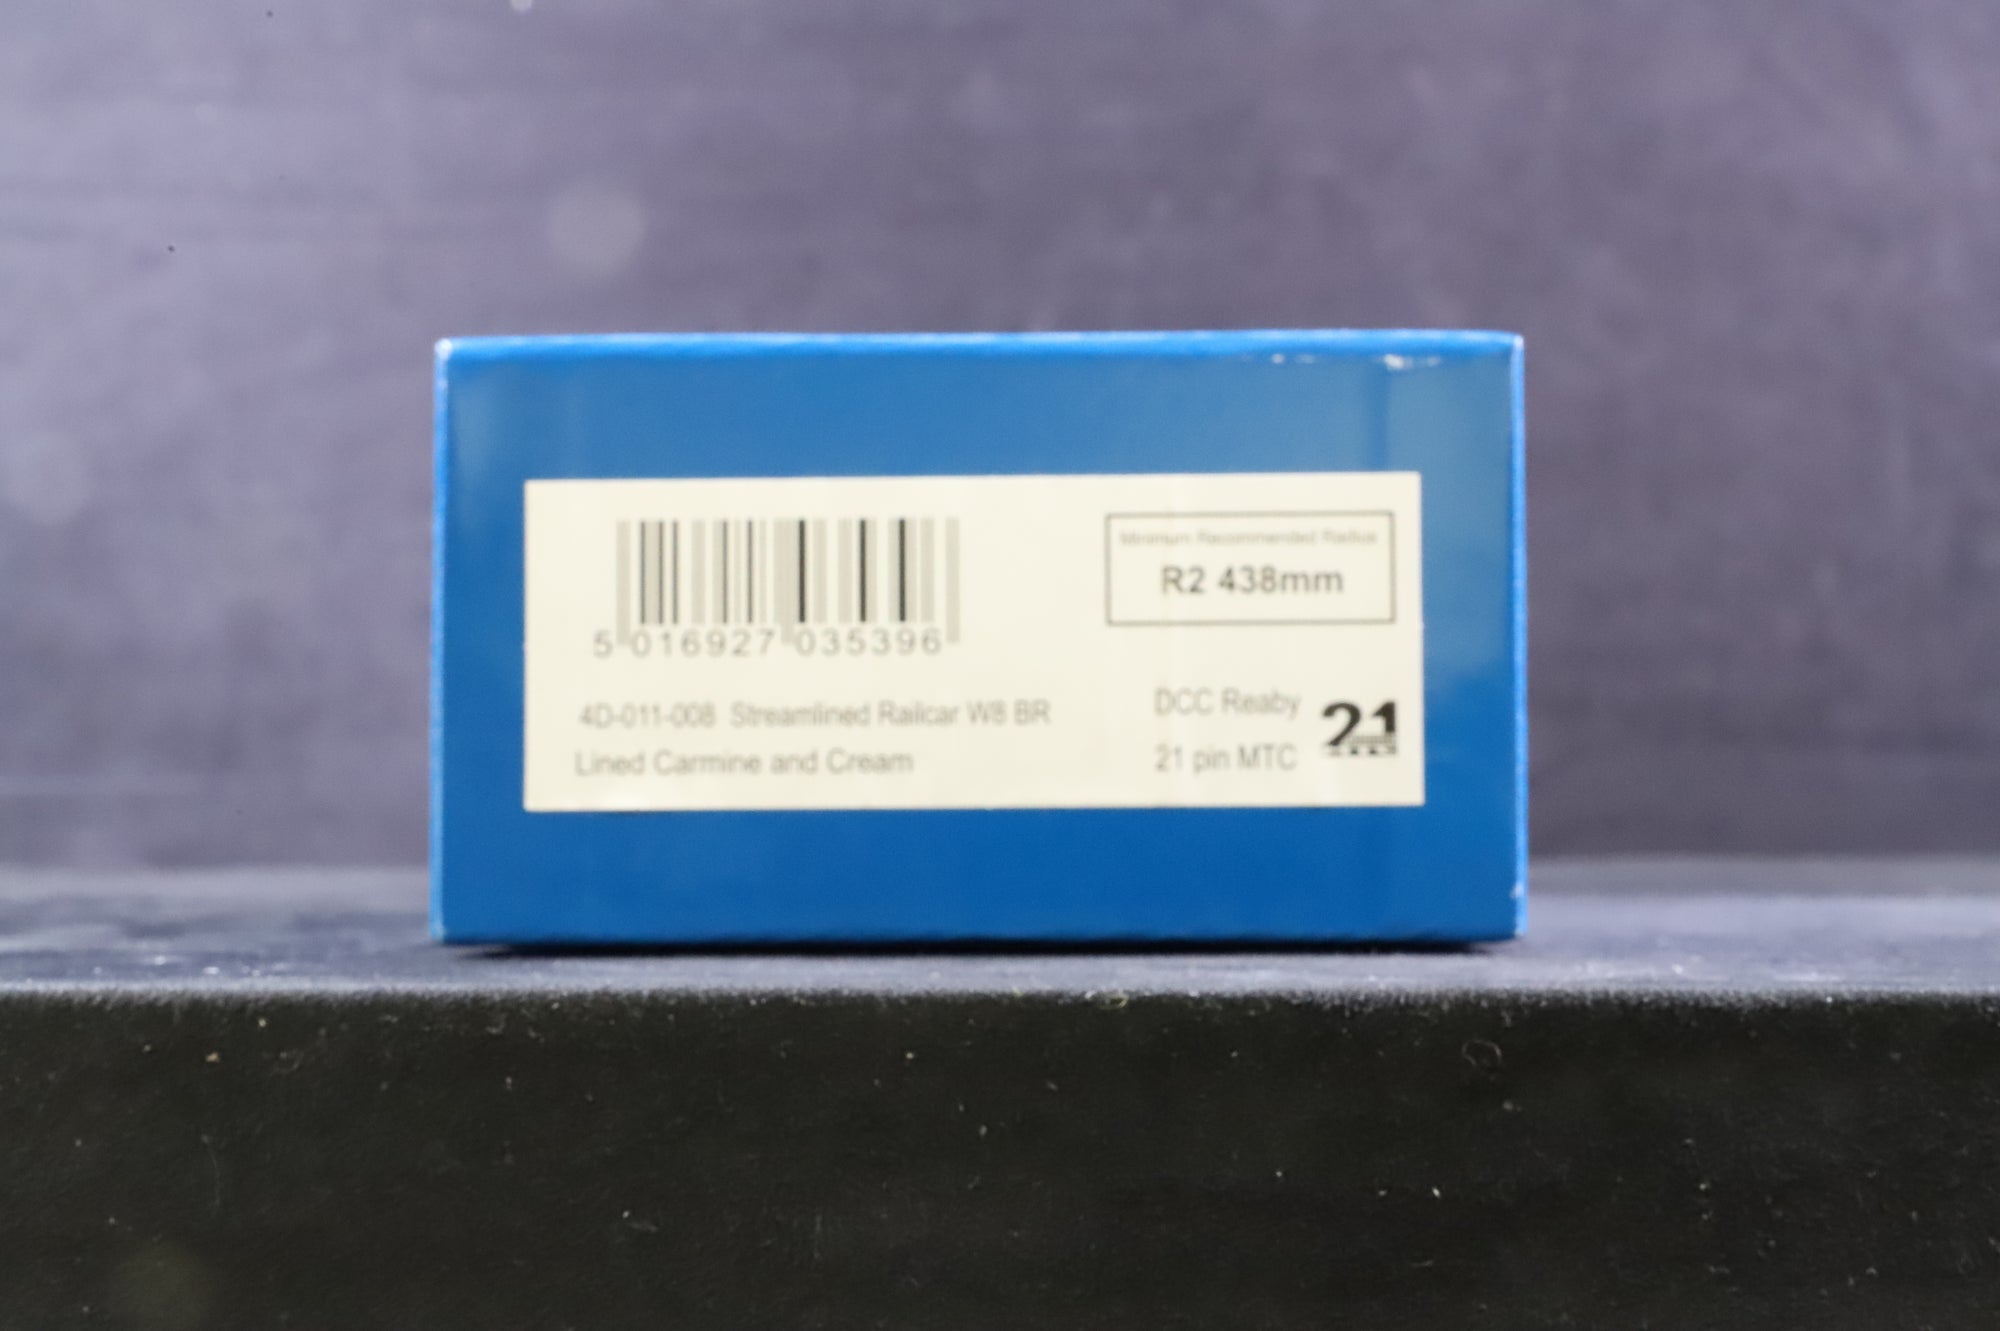 5 016927 035396
4D-011-008 Streamlined Railcar W8 BR
Lined Carmine and Cream
Minimum Recommended Radius
R2 438mm
DCC Reaby
21 pin MTC
21